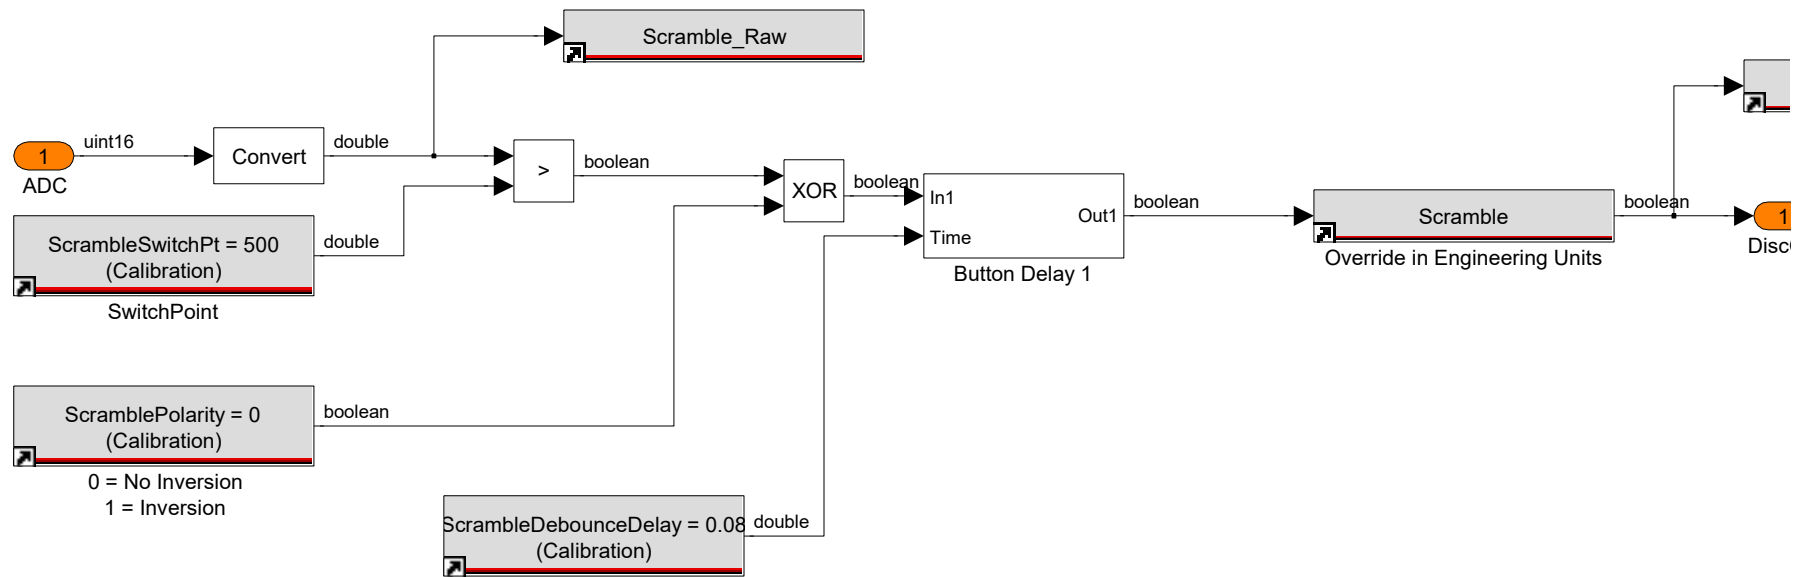 Scramble_Raw
1
ADC
uint16
Convert
double
>
boolean
ScrambleSwitchPt = 500
(Calibration)
double
SwitchPoint
XOR
boolean
In1
Time
Out1
Button Delay 1
boolean
Scramble
Override in Engineering Units
boolean
1
ScramblePolarity = 0
(Calibration)
boolean
0 = No Inversion
1 = Inversion
ScrambleDebounceDelay = 0.08
(Calibration)
double